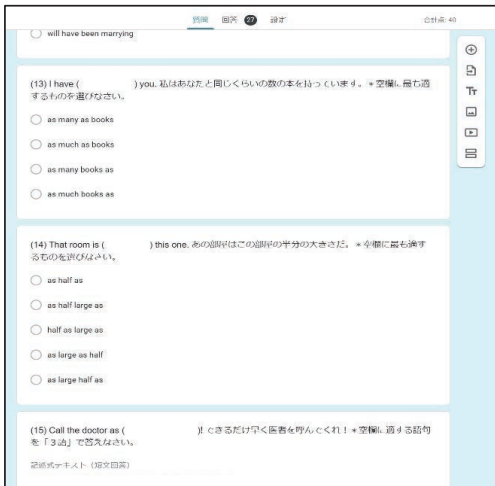 質問 回答 27 設定 合計点: 40
will have been marrying
(13) I have ( ) you. 私はあなたと同じくらいの数の本を持っています。＊空欄に最も適
するものを選びなさい。
as many as books
as much as books
as many books as
as much books as
(14) That room is ( ) this one. あの部屋はこの部屋の半分の大きさだ。＊空欄に最も適す
るものを選びなさい。
as half as
as half large as
half as large as
as large as half
as large half as
(15) Call the doctor as ( )! できるだけ早く医者を呼んでくれ！＊空欄に適する語句
を「３語」で答えなさい。
記述式テキスト（短文回答）